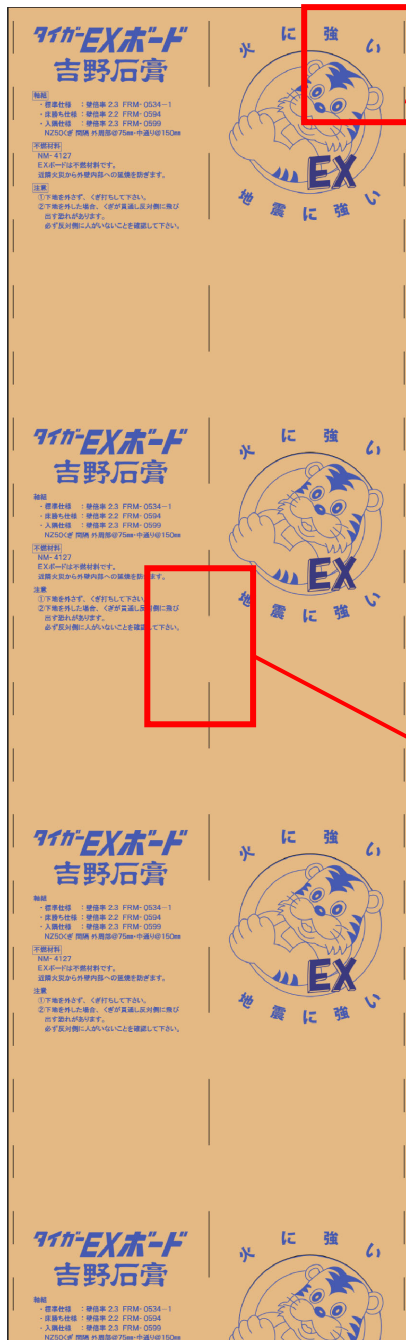 タイガーEXボード
吉野石膏
軸組
・標準仕様 ：壁倍率 2.3 FRM-0534-1
・床勝ち仕様 ：壁倍率 2.2 FRM-0594
・入隅仕様 ：壁倍率 2.3 FRM-0599
NZ50くぎ 間隔 外周部@75mm・中通り@150mm
不燃材料
NM-4127
EXボードは不燃材料です。
近隣火災から外壁内部への延焼を防ぎます。
注意
①下地を外さず、くぎ打ちして下さい。
②下地を外した場合、くぎが貫通し反対側に飛び
出す恐れがあります。
必ず反対側に人がいないことを確認して下さい。
火に強い
EX
地震に強い
タイガーEXボード
吉野石膏
軸組
・標準仕様 ：壁倍率 2.3 FRM-0534-1
・床勝ち仕様 ：壁倍率 2.2 FRM-0594
・入隅仕様 ：壁倍率 2.3 FRM-0599
NZ50くぎ 間隔 外周部@75mm・中通り@150mm
不燃材料
NM-4127
EXボードは不燃材料です。
近隣火災から外壁内部への延焼を防ぎます。
注意
①下地を外さず、くぎ打ちして下さい。
②下地を外した場合、くぎが貫通し反対側に飛び
出す恐れがあります。
必ず反対側に人がいないことを確認して下さい。
火に強い
EX
地震に強い
タイガーEXボード
吉野石膏
軸組
・標準仕様 ：壁倍率 2.3 FRM-0534-1
・床勝ち仕様 ：壁倍率 2.2 FRM-0594
・入隅仕様 ：壁倍率 2.3 FRM-0599
NZ50くぎ 間隔 外周部@75mm・中通り@150mm
不燃材料
NM-4127
EXボードは不燃材料です。
近隣火災から外壁内部への延焼を防ぎます。
注意
①下地を外さず、くぎ打ちして下さい。
②下地を外した場合、くぎが貫通し反対側に飛び
出す恐れがあります。
必ず反対側に人がいないことを確認して下さい。
火に強い
EX
地震に強い
タイガーEXボード
吉野石膏
軸組
・標準仕様 ：壁倍率 2.3 FRM-0534-1
・床勝ち仕様 ：壁倍率 2.2 FRM-0594
・入隅仕様 ：壁倍率 2.3 FRM-0599
NZ50くぎ 間隔 外周部@75mm・中通り@150mm
火に強い